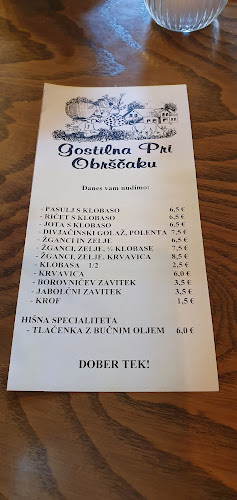 Gostilna Pri
Obrščaku
Danes vam nudimo:
- PASULJ S KLOBASO 6,5 €
- RIČET S KLOBASO 6,5 €
- JOTA S KLOBASO 6,5 €
- DIVJAČINSKI GOLAŽ, POLENTA 7,5 €
- ŽGANCI IN ZELJE 6,5 €
- ŽGANCI, ZELJE, ½ KLOBASE 7,5 €
- ŽGANCI, ZELJE, KRVAVICA 8,5 €
- KLOBASA 1/2 2,5 €
- KRVAVICA 6,0 €
- BOROVNIČEV ZAVITEK 3,5 €
- JABOLČNI ZAVITEK 3,5 €
- KROF 1,5 €
HIŠNA SPECIALITETA
- TLAČENKA Z BUČNIM OLJEM 6,0 €
DOBER TEK!